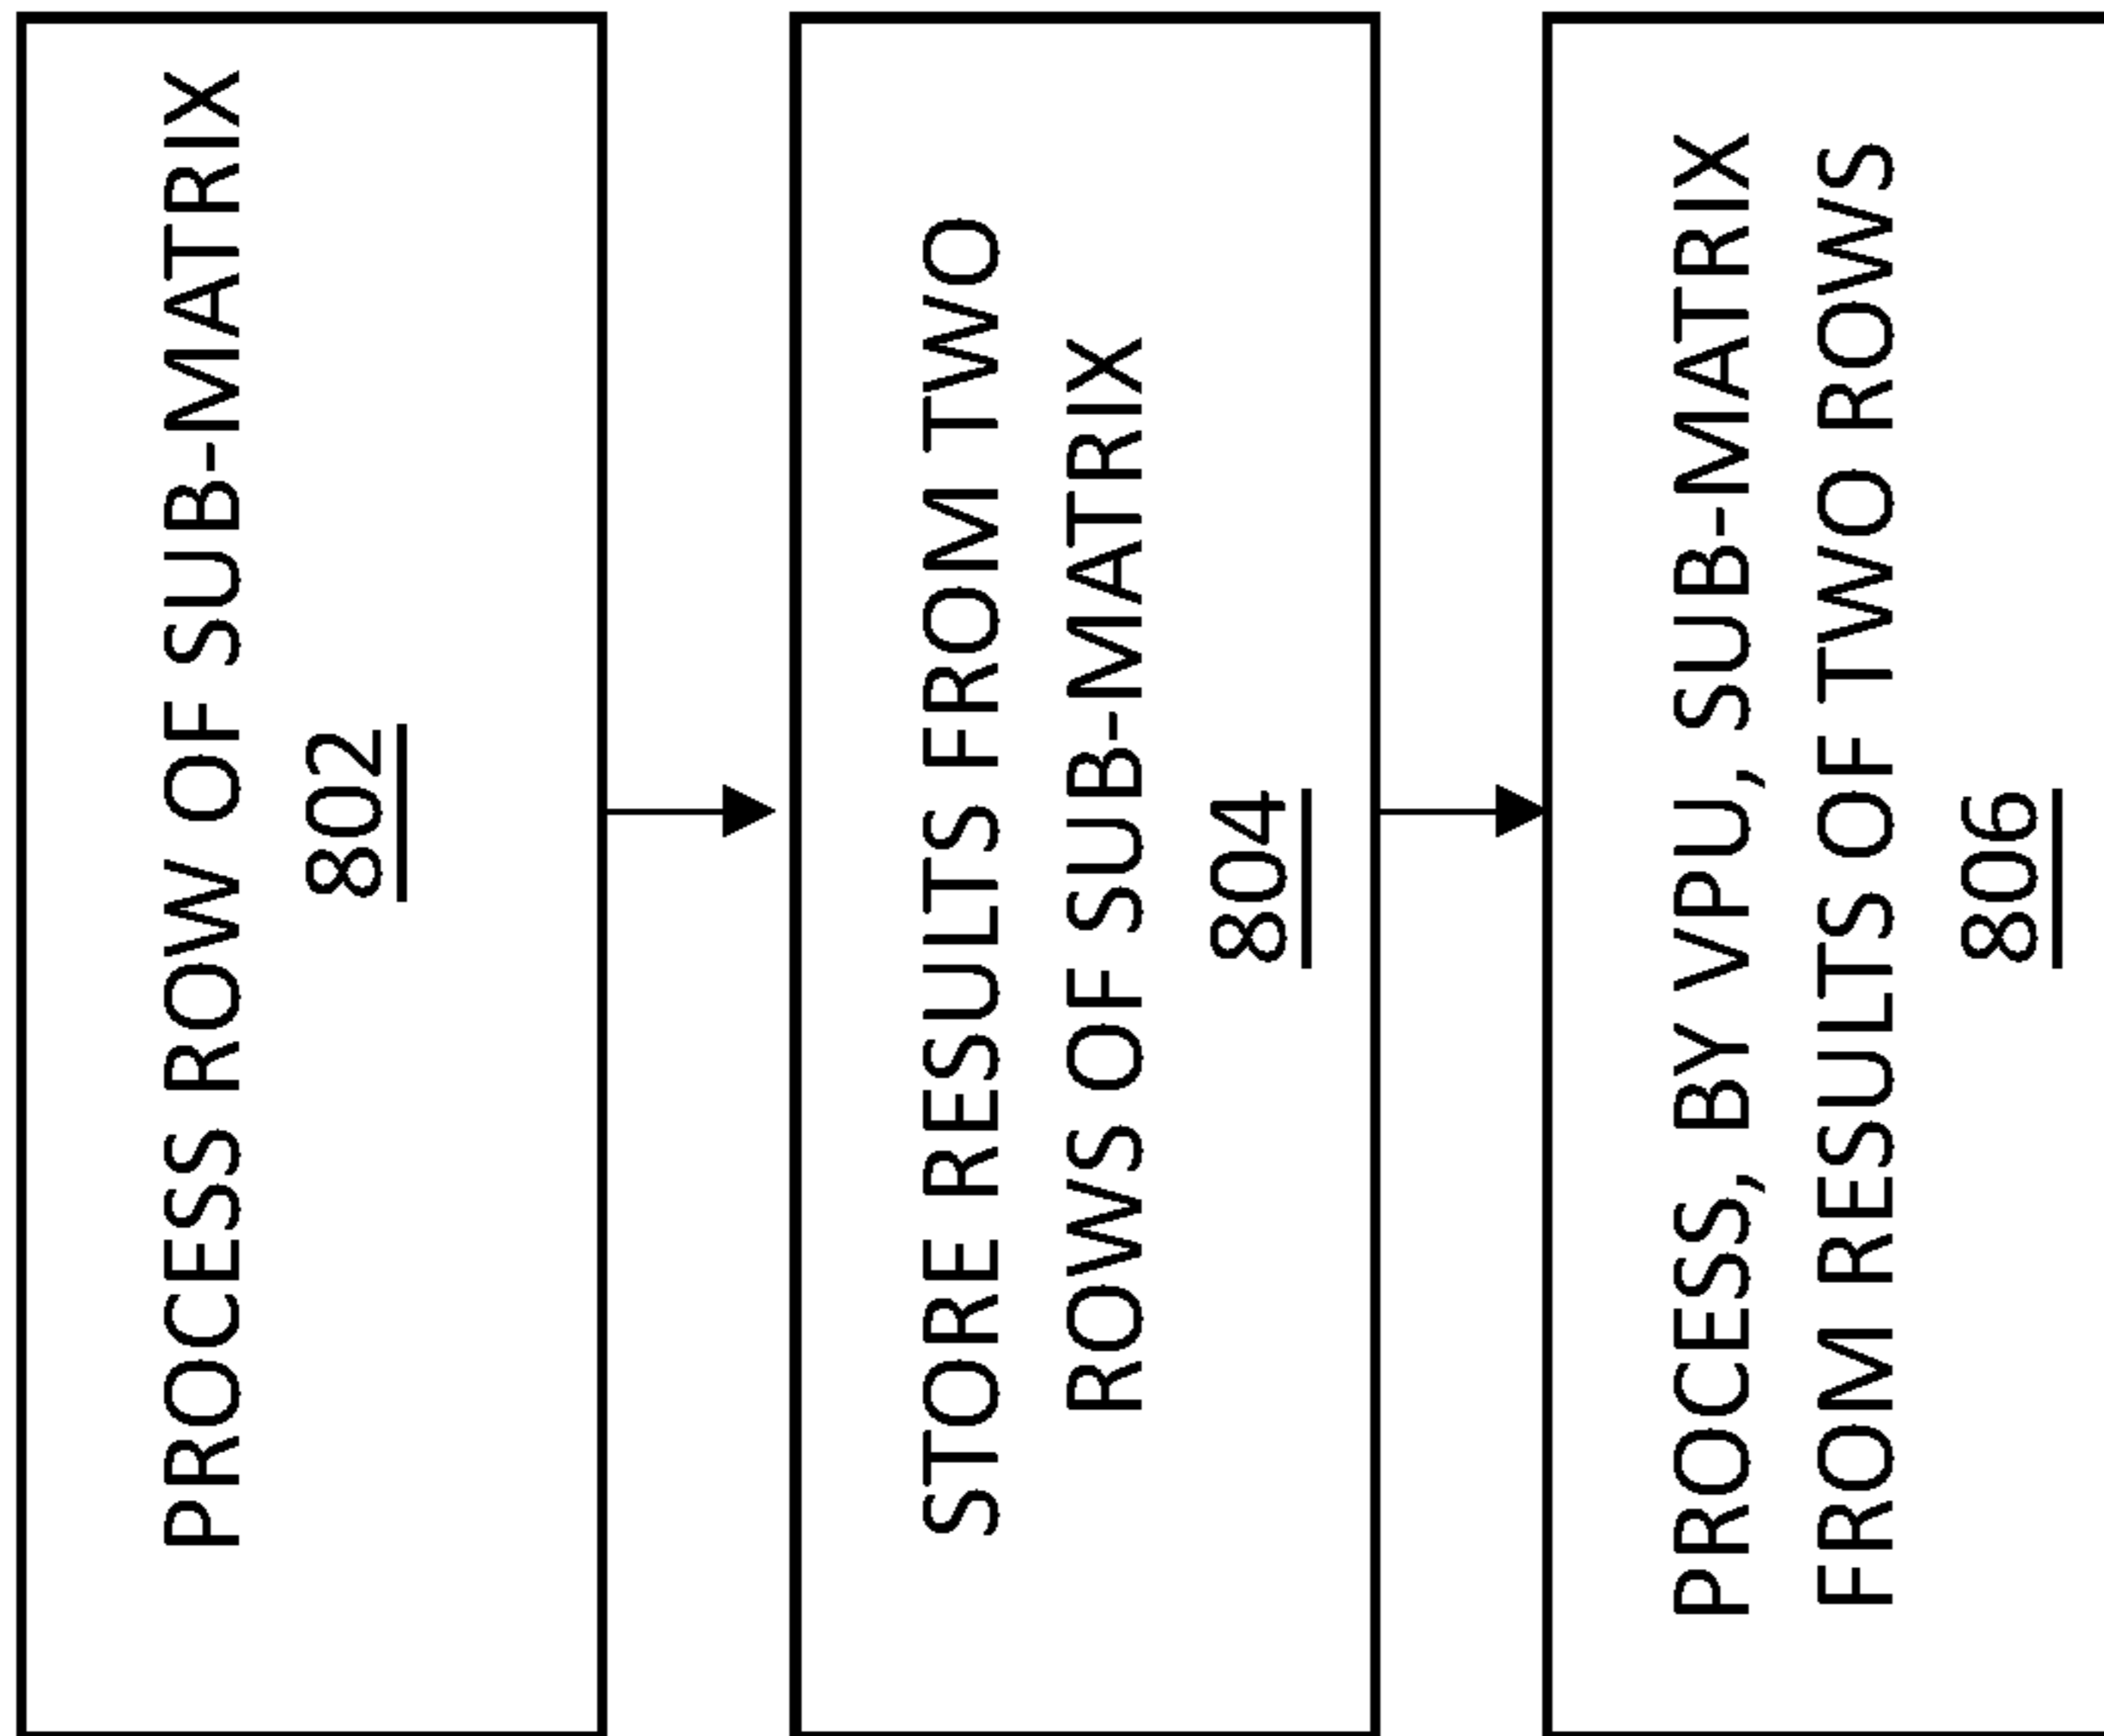 PROCESS ROW OF SUB-MATRIX
802
STORE RESULTS FROM TWO
ROWS OF SUB-MATRIX
804
PROCESS, BY VPU, SUB-MATRIX
FROM RESULTS OF TWO ROWS
806